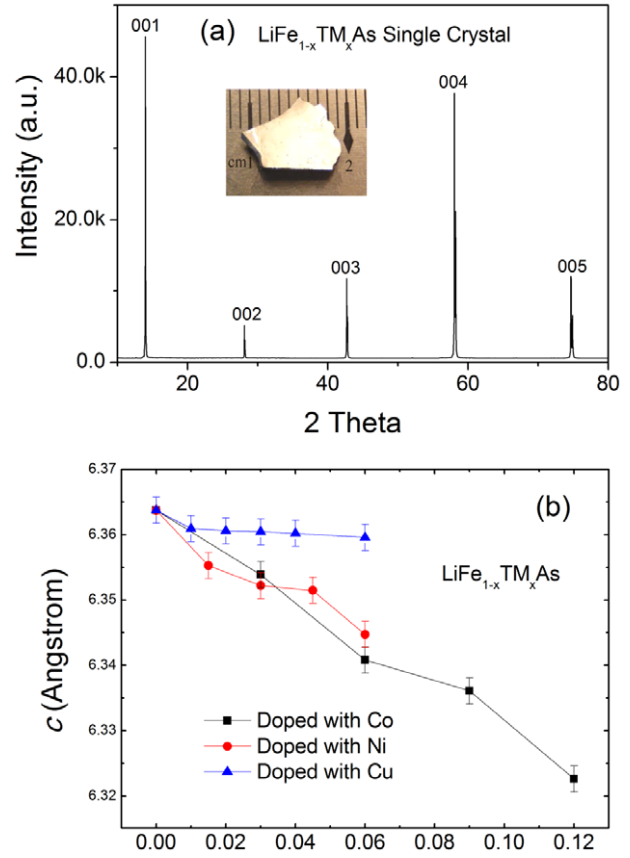 (a) LiFe₁₋ₓTMₓAs Single Crystal
001
002
003
004
005
cm1
2
40.0k
20.0k
0.0
Intensity (a.u.)
20 40 60 80
2 Theta
(b)
LiFe₁₋ₓTMₓAs
6.37
6.36
6.35
6.34
6.33
6.32
c (Angstrom)
Doped with Co
Doped with Ni
Doped with Cu
0.00 0.02 0.04 0.06 0.08 0.10 0.12